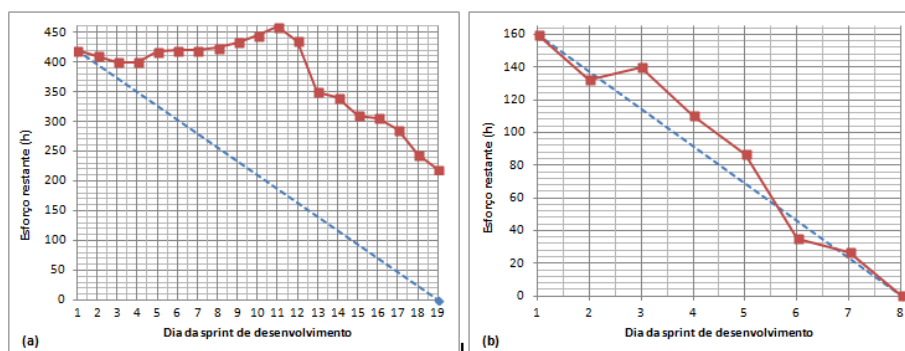 450
400
350
300
250
200
150
100
50
0
Esforço restante (h)
1 2 3 4 5 6 7 8 9 10 11 12 13 14 15 16 17 18 19
Dia da sprint de desenvolvimento
(a)
160
140
120
100
80
60
40
20
0
Esforço restante (h)
1 2 3 4 5 6 7 8
Dia da sprint de desenvolvimento
(b)